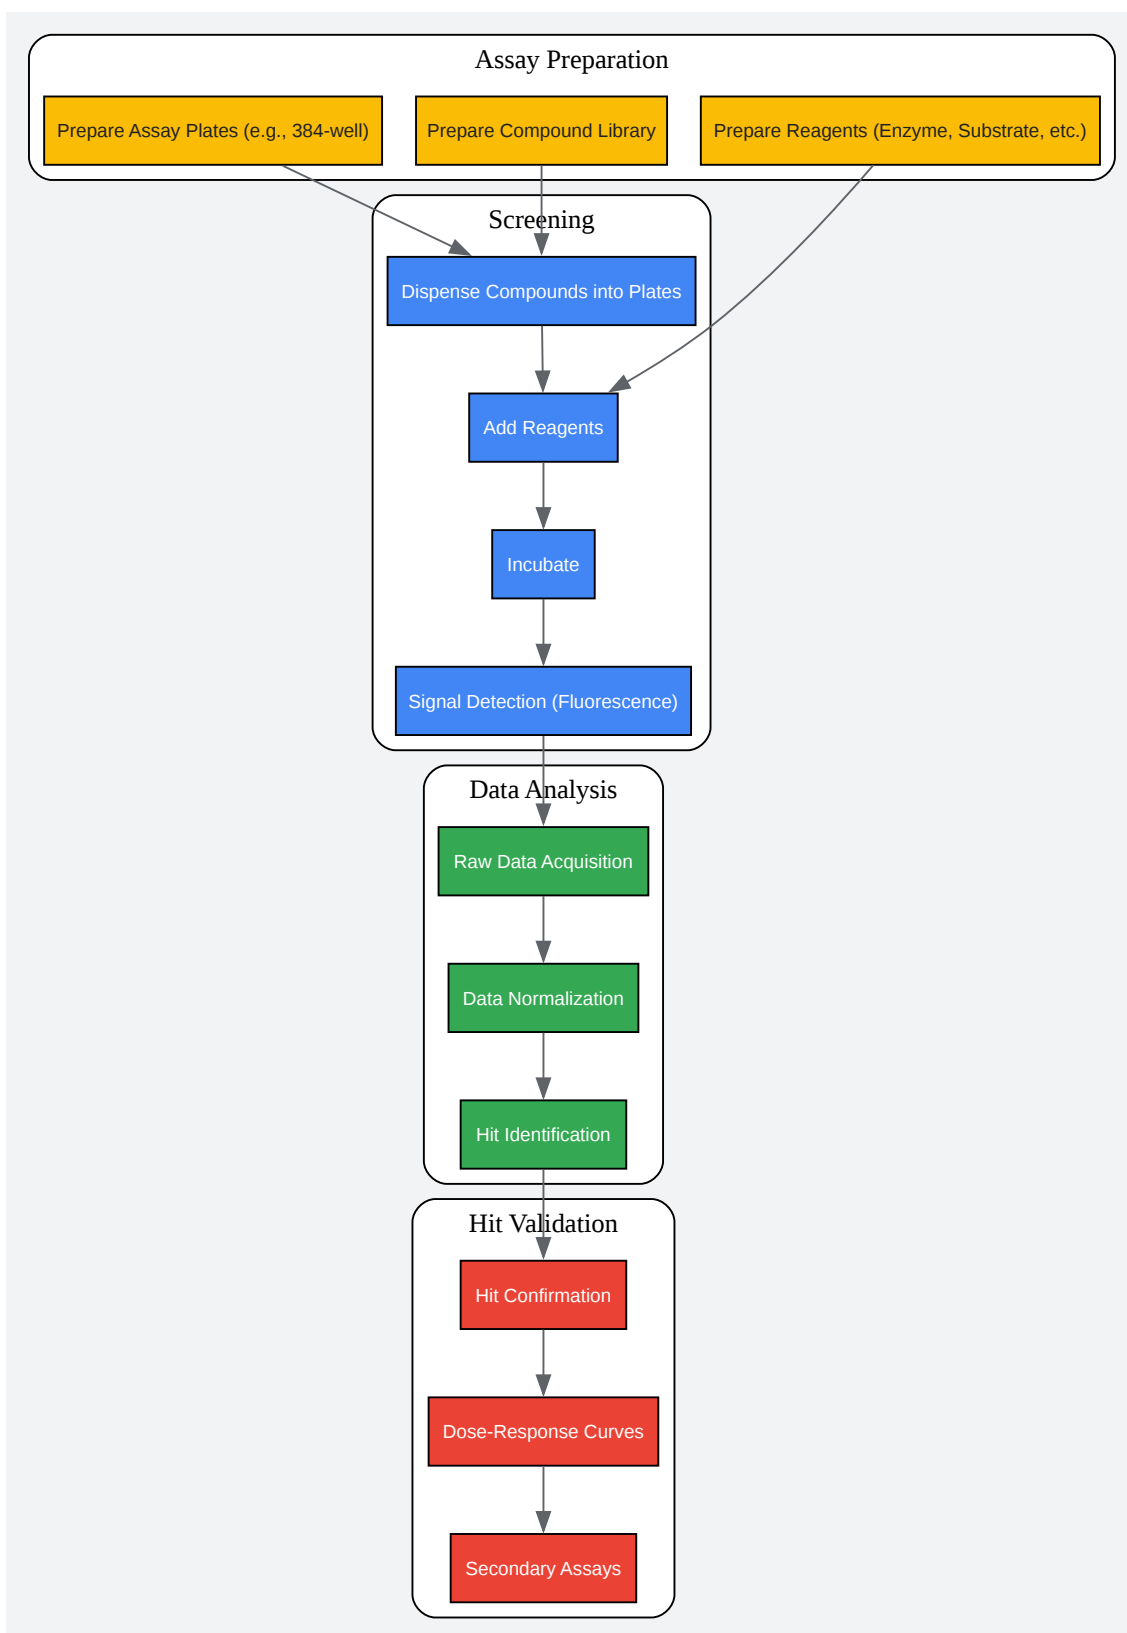 Assay Preparation
Prepare Assay Plates (e.g., 384-well)
Prepare Compound Library
Prepare Reagents (Enzyme, Substrate, etc.)
Screening
Dispense Compounds into Plates
Add Reagents
Incubate
Signal Detection (Fluorescence)
Data Analysis
Raw Data Acquisition
Data Normalization
Hit Identification
Hit Validation
Hit Confirmation
Dose-Response Curves
Secondary Assays